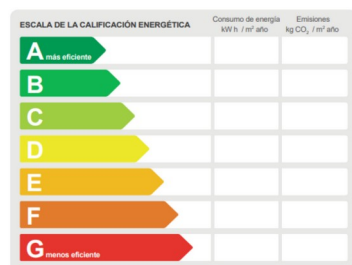 ESCALA DE LA CALIFICACIÓN ENERGÉTICA
Consumo de energía
kW h / m² año
Emisiones
kg CO₂ / m² año
A más eficiente
B
C
D
E
F
G menos eficiente